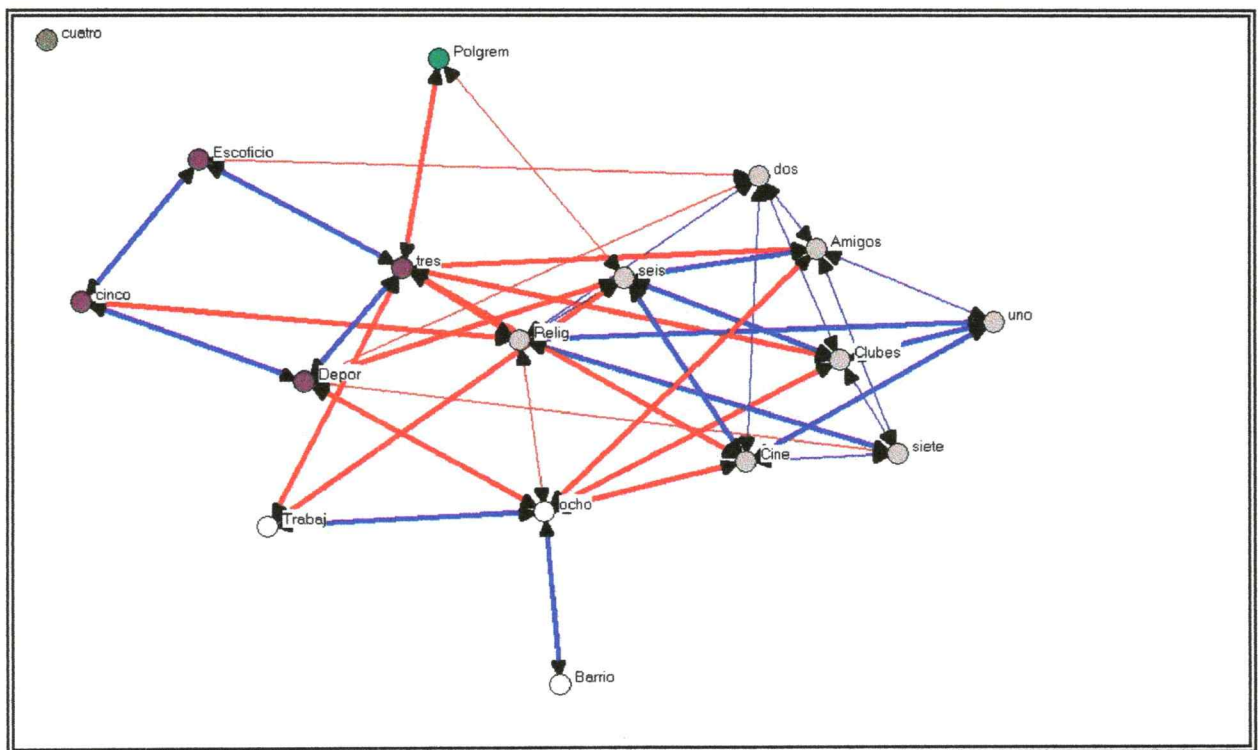 cuatro
Polgrem
Escoficio
dos
Amigos
tres
seis
cinco
uno
Relig
Clubes
Depor
siete
Cine
ocho
Trabaj
Barrio